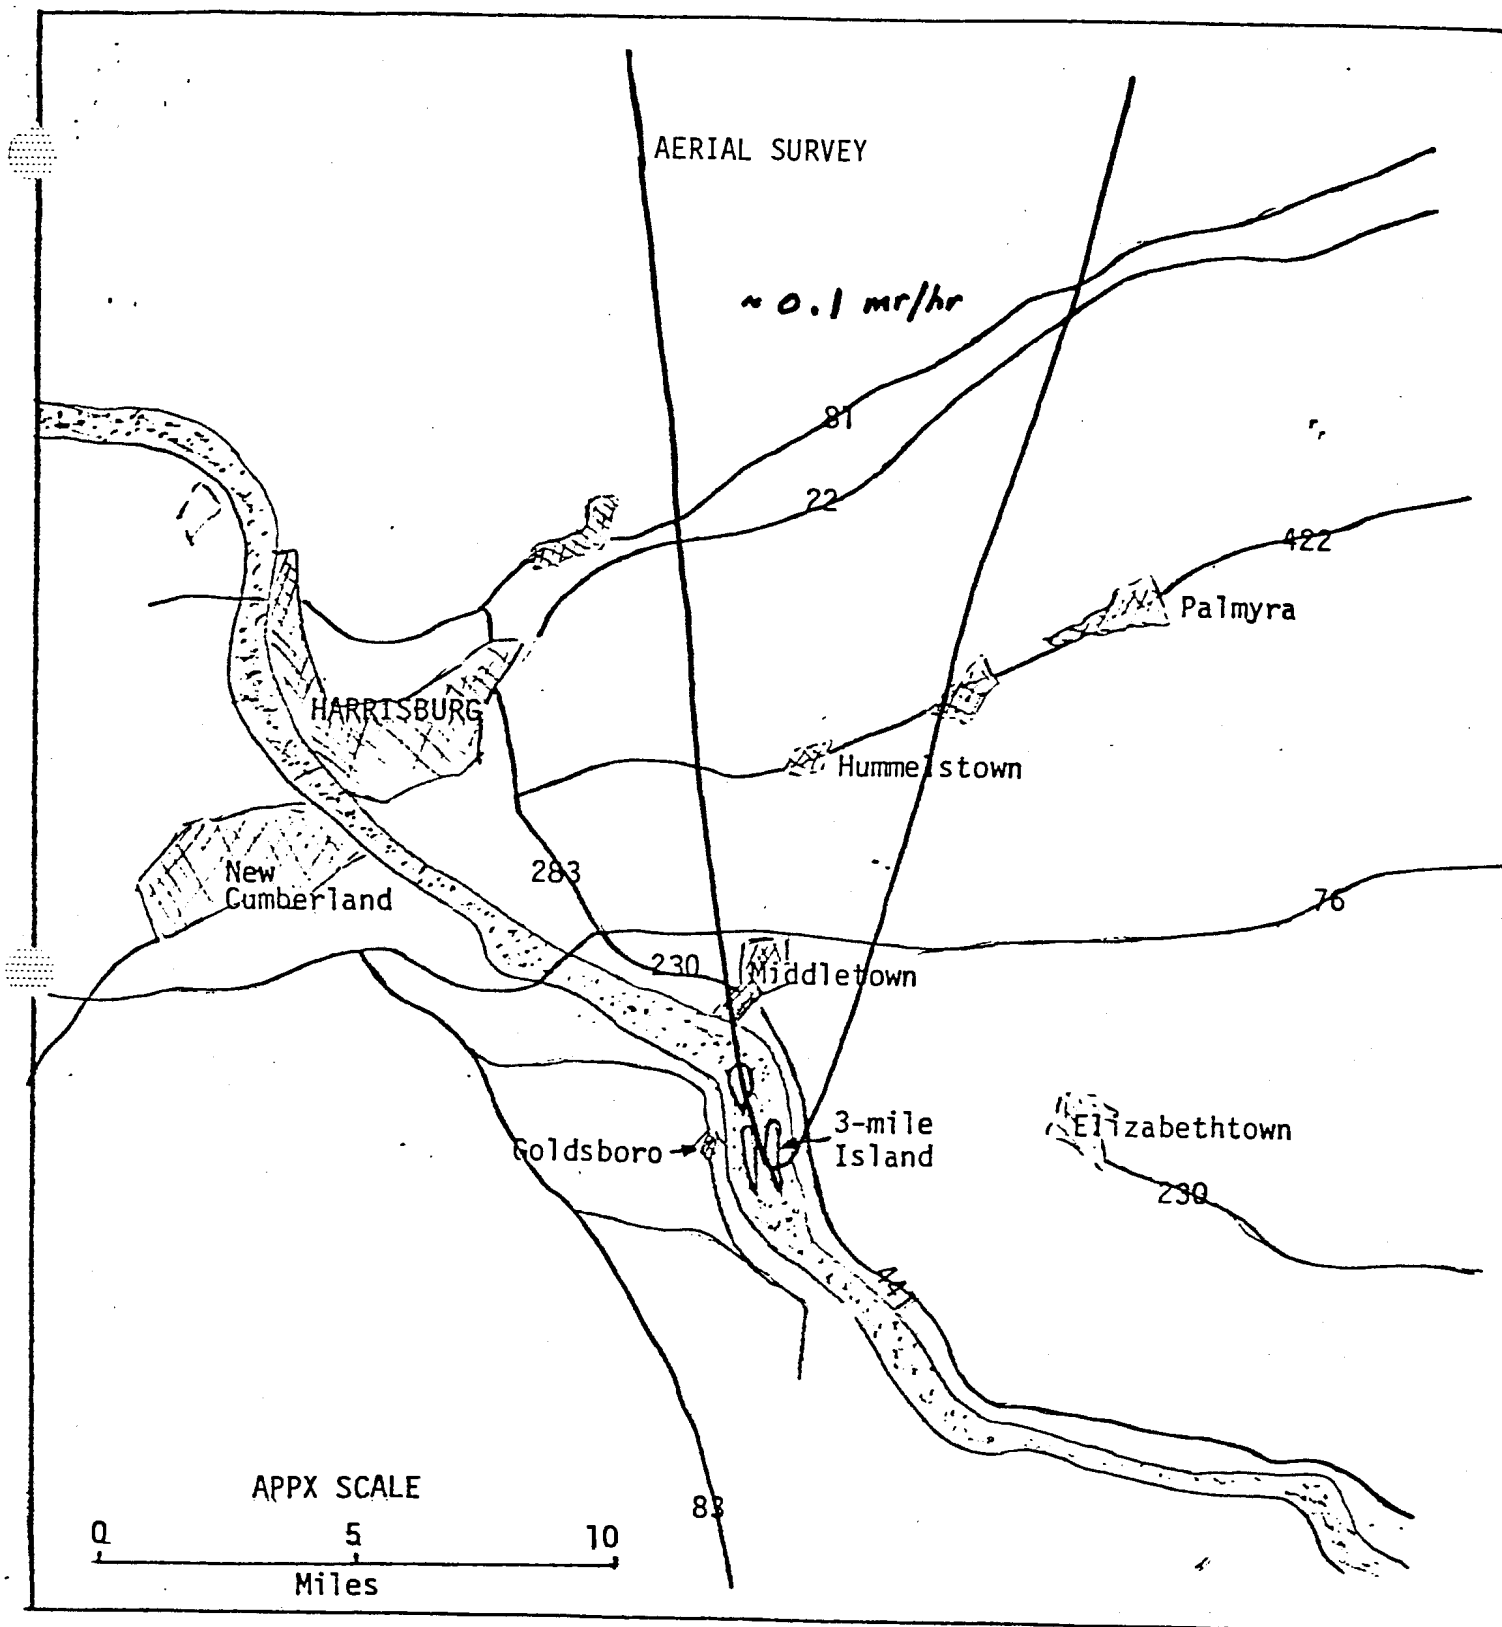 AERIAL SURVEY
~ 0.1 mr/hr
81
22
422
Palmyra
HARRISBURG
Hummelstown
New
Cumberland
283
76
230
Middletown
3-mile
Island
Goldsboro
Elizabethtown
230
441
APPX SCALE
83
0 5 10
Miles